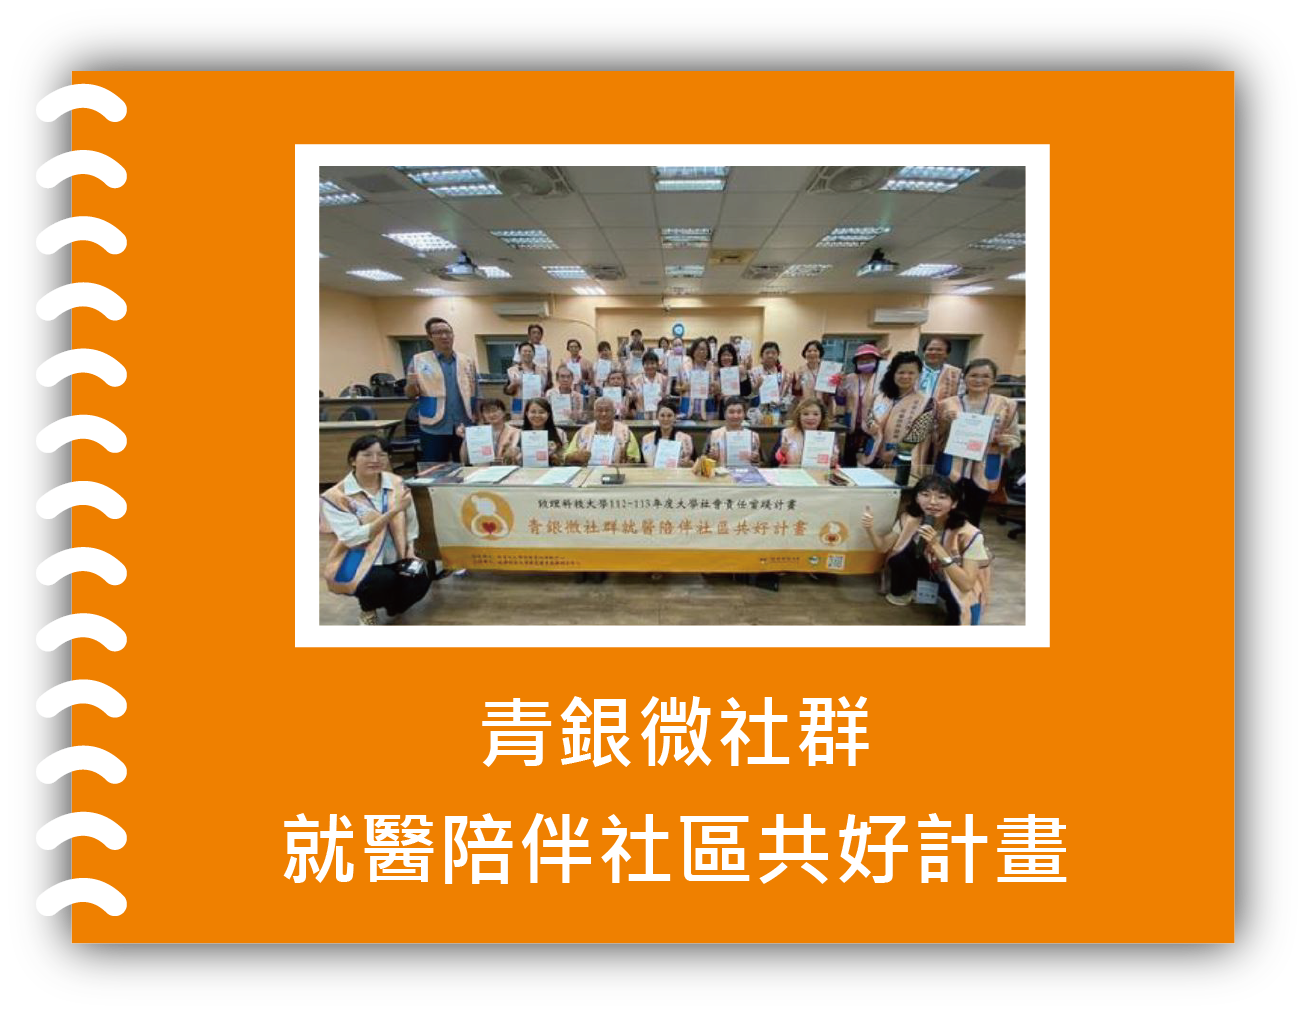 致理科技大學112-113年度大學社會責任實踐計畫
青銀微社群就醫陪伴社區共好計畫
青銀微社群
就醫陪伴社區共好計畫